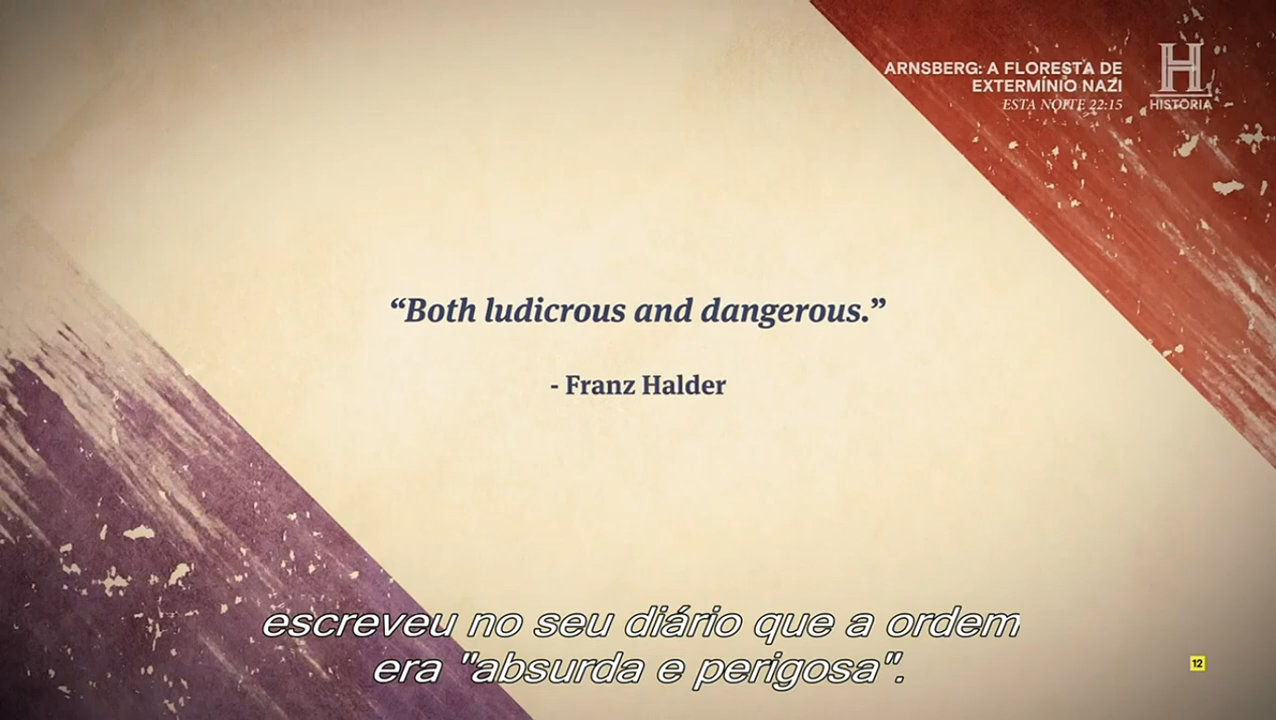 ARNSBERG: A FLORESTA DE
EXTERMÍNIO NAZI
ESTA NOITE 22:15
H
HISTÓRIA
“Both ludicrous and dangerous.”
- Franz Halder
escreveu no seu diário que a ordem
era "absurda e perigosa".
12